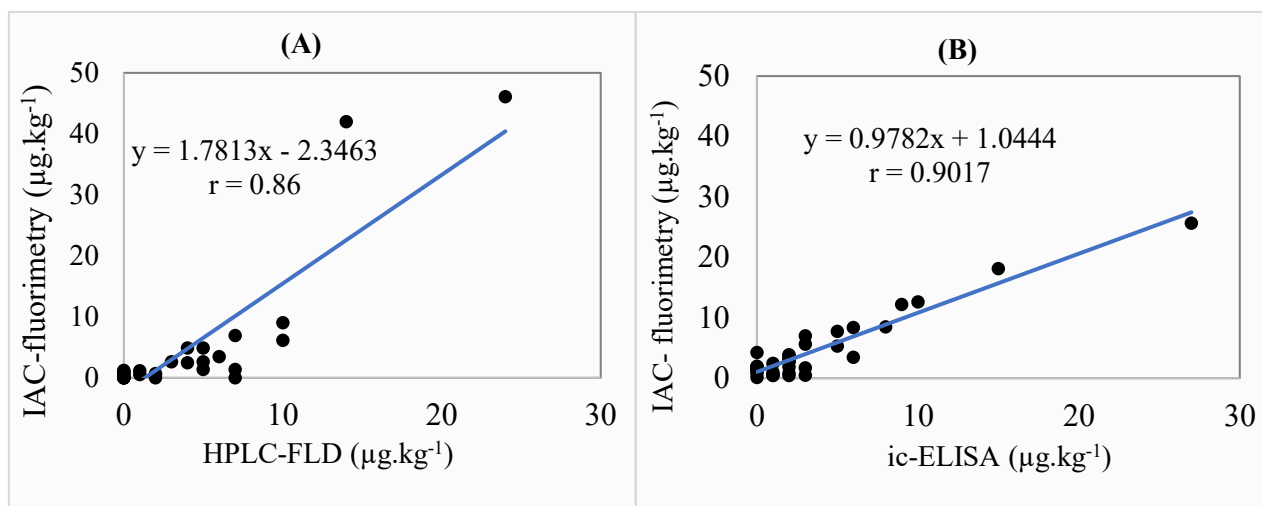 (A)
IAC-fluorimetry (µg.kg⁻¹)
50
40
30
20
10
0
y = 1.7813x - 2.3463
r = 0.86
0 10 20 30
HPLC-FLD (µg.kg⁻¹)
(B)
IAC- fluorimetry (µg.kg⁻¹)
50
40
30
20
10
0
y = 0.9782x + 1.0444
r = 0.9017
0 10 20 30
ic-ELISA (µg.kg⁻¹)